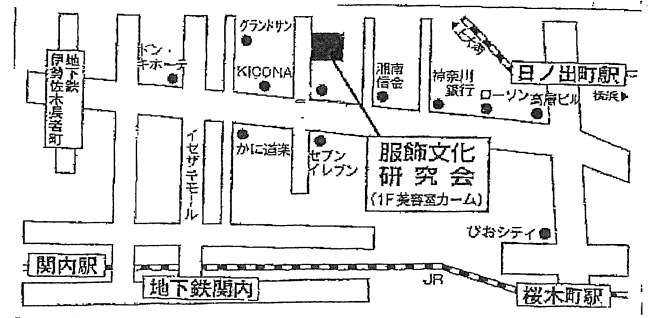 グランドサン
ドン・
キホーテ
KICONA
地下鉄
伊勢佐木長者町
湘南
信金
神奈川
銀行
ローソン
高層ビル
上大岡
日ノ出町駅
横浜
かに道楽
セブン
イレブン
イセザキモール
服飾文化
研究会
(1F美容室カーム)
ぴおシティ
関内駅
地下鉄関内
JR
桜木町駅